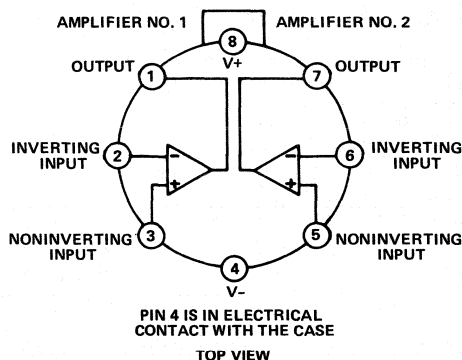 AMPLIFIER NO. 1
AMPLIFIER NO. 2
8
V+
OUTPUT
1
7
OUTPUT
INVERTING
INPUT
2
−
−
6
INVERTING
INPUT
+
+
NONINVERTING
INPUT
3
5
NONINVERTING
INPUT
4
V−
PIN 4 IS IN ELECTRICAL
CONTACT WITH THE CASE
TOP VIEW